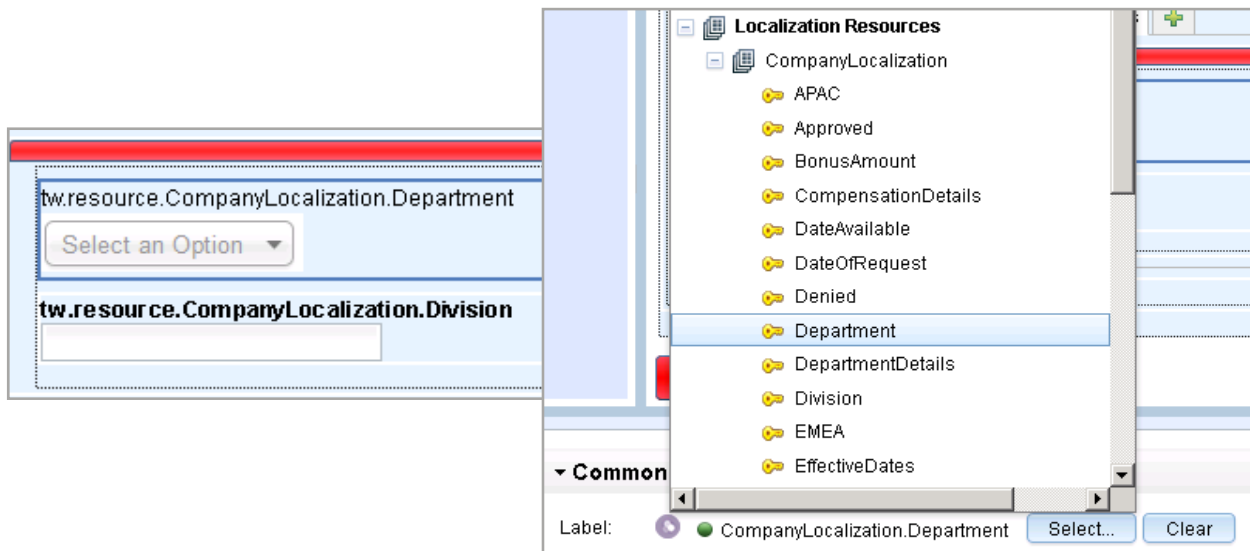 tw.resource.CompanyLocalization.Department
Select an Option
tw.resource.CompanyLocalization.Division
Localization Resources
CompanyLocalization
APAC
Approved
BonusAmount
CompensationDetails
DateAvailable
DateOfRequest
Denied
Department
DepartmentDetails
Division
EMEA
EffectiveDates
Common
Label: CompanyLocalization.Department Select... Clear